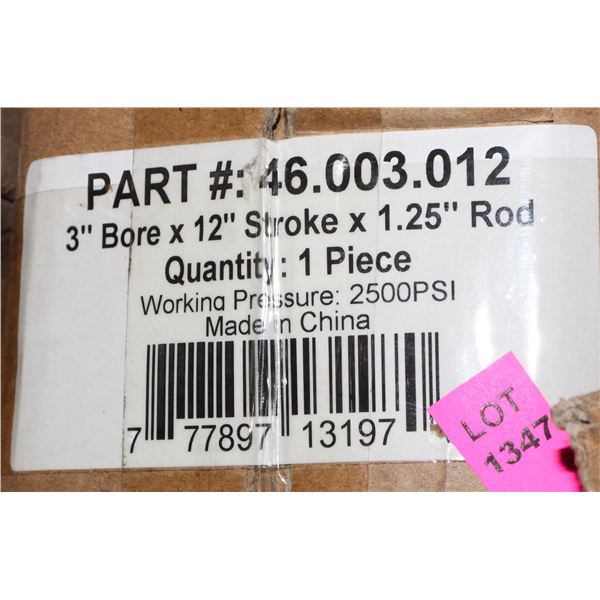 PART #: 46.003.012
3" Bore x 12" Stroke x 1.25" Rod
Quantity: 1 Piece
Working Pressure: 2500PSI
Made in China
7 77897 13197
LOT
1347